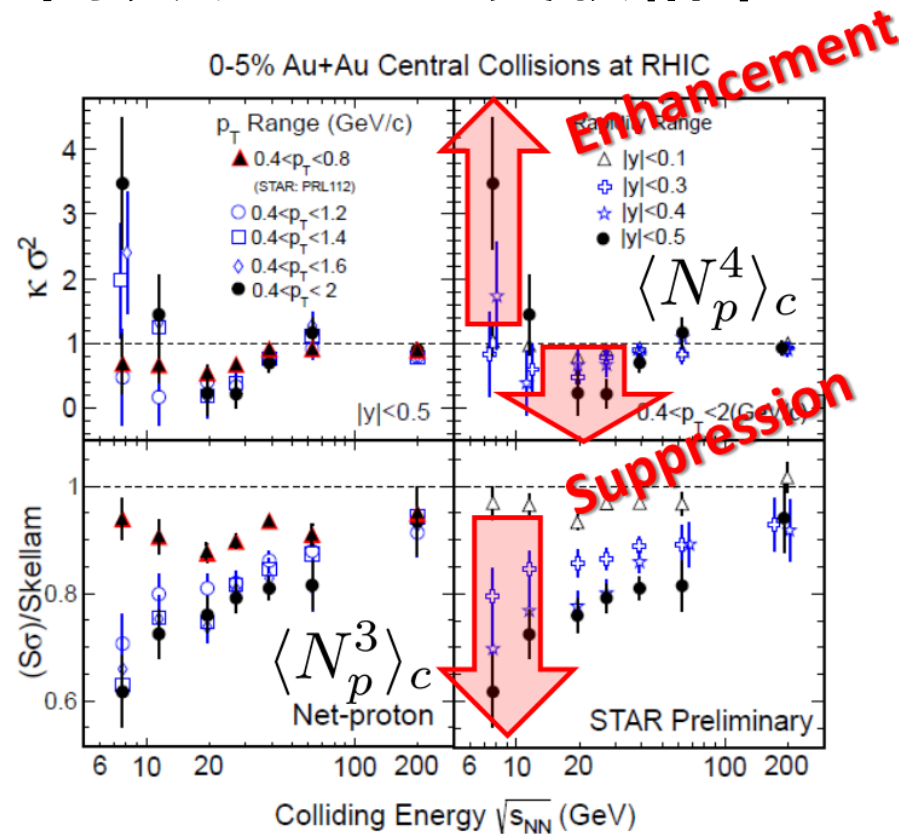 0-5% Au+Au Central Collisions at RHIC
Enhancement
p_T Range (GeV/c)
0.4<p_T<0.8
(STAR: PRL112)
0.4<p_T<1.2
0.4<p_T<1.4
0.4<p_T<1.6
0.4<p_T<2
|y|<0.5
Rapidity Range
|y|<0.1
|y|<0.3
|y|<0.4
|y|<0.5
⟨N_p^4⟩_c
0.4<p_T<2(GeV/c)
Suppression
κ σ²
4
3
2
1
0
(Sσ)/Skellam
1
0.8
0.6
⟨N_p^3⟩_c
Net-proton
STAR Preliminary
6 10 20 100 200 6 10 20 100 200
Colliding Energy √s_NN (GeV)